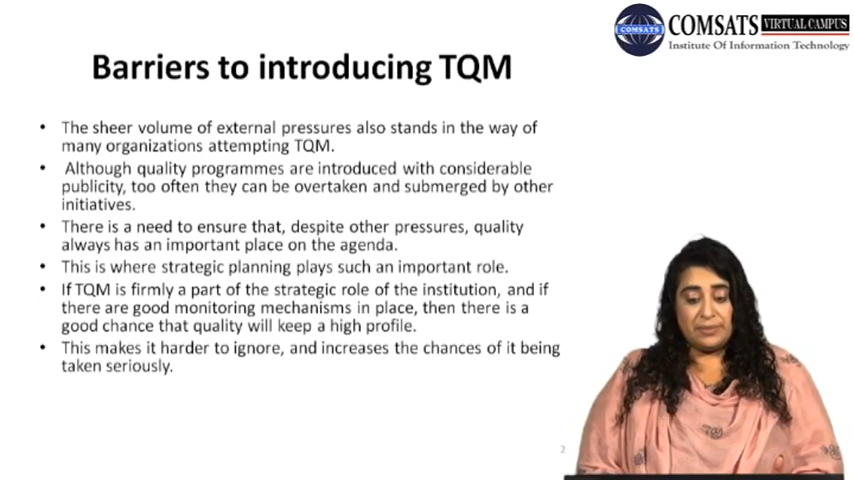 COMSATS
COMSATS VIRTUAL CAMPUS
Institute Of Information Technology
Barriers to introducing TQM
• The sheer volume of external pressures also stands in the way of
many organizations attempting TQM.
• Although quality programmes are introduced with considerable
publicity, too often they can be overtaken and submerged by other
initiatives.
• There is a need to ensure that, despite other pressures, quality
always has an important place on the agenda.
• This is where strategic planning plays such an important role.
• If TQM is firmly a part of the strategic role of the institution, and if
there are good monitoring mechanisms in place, then there is a
good chance that quality will keep a high profile.
• This makes it harder to ignore, and increases the chances of it being
taken seriously.
2